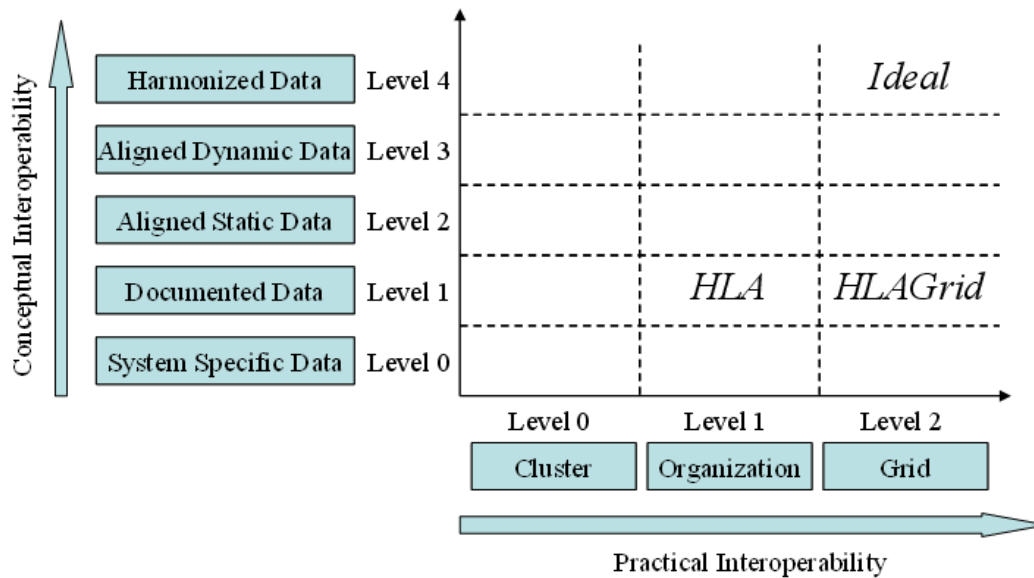 Conceptual Interoperability
Harmonized Data Level 4 Ideal
Aligned Dynamic Data Level 3
Aligned Static Data Level 2
Documented Data Level 1 HLA HLAGrid
System Specific Data Level 0
Level 0 Level 1 Level 2
Cluster Organization Grid
Practical Interoperability